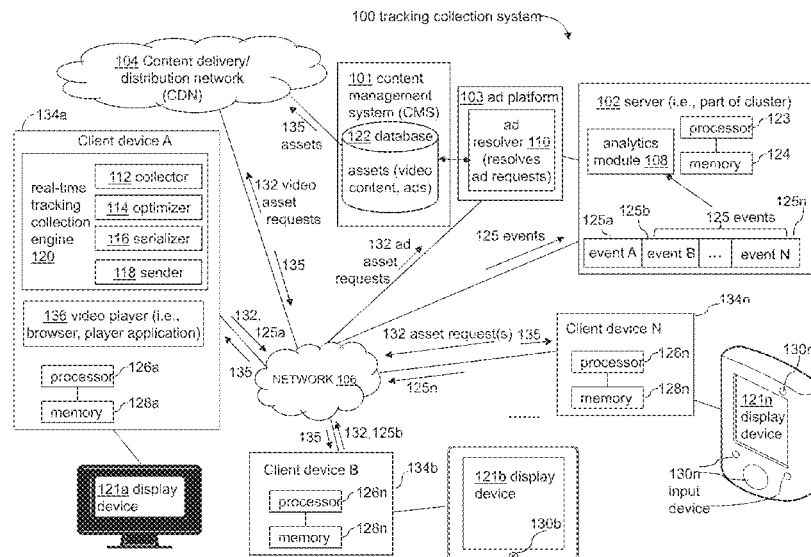 100 tracking collection system
104 Content delivery/
distribution network
(CDN)
134a
Client device A
real-time
tracking
collection
engine
120
112 collector
114 optimizer
116 serializer
118 sender
136 video player (i.e.,
browser, player application)
processor
126a
memory
128a
121a display
device
135
assets
132 video
asset
requests
135
101 content
management
system (CMS)
122 database
assets (video
content, ads)
103 ad platform
ad
resolver 110
(resolves
ad requests)
132 ad
asset
requests
102 server (i.e., part of cluster)
analytics
module 108
processor
123
memory
124
125a
125b
125 events
125n
event A
event B
...
event N
125 events
132,
125a
135
NETWORK 106
132 asset request(s)
135
125n
134n
Client device N
processor
126n
memory
128n
......
130n
121n
display
device
130n
input
device
135
132, 125b
Client device B
134b
processor
126n
memory
128n
121b display
device
130b